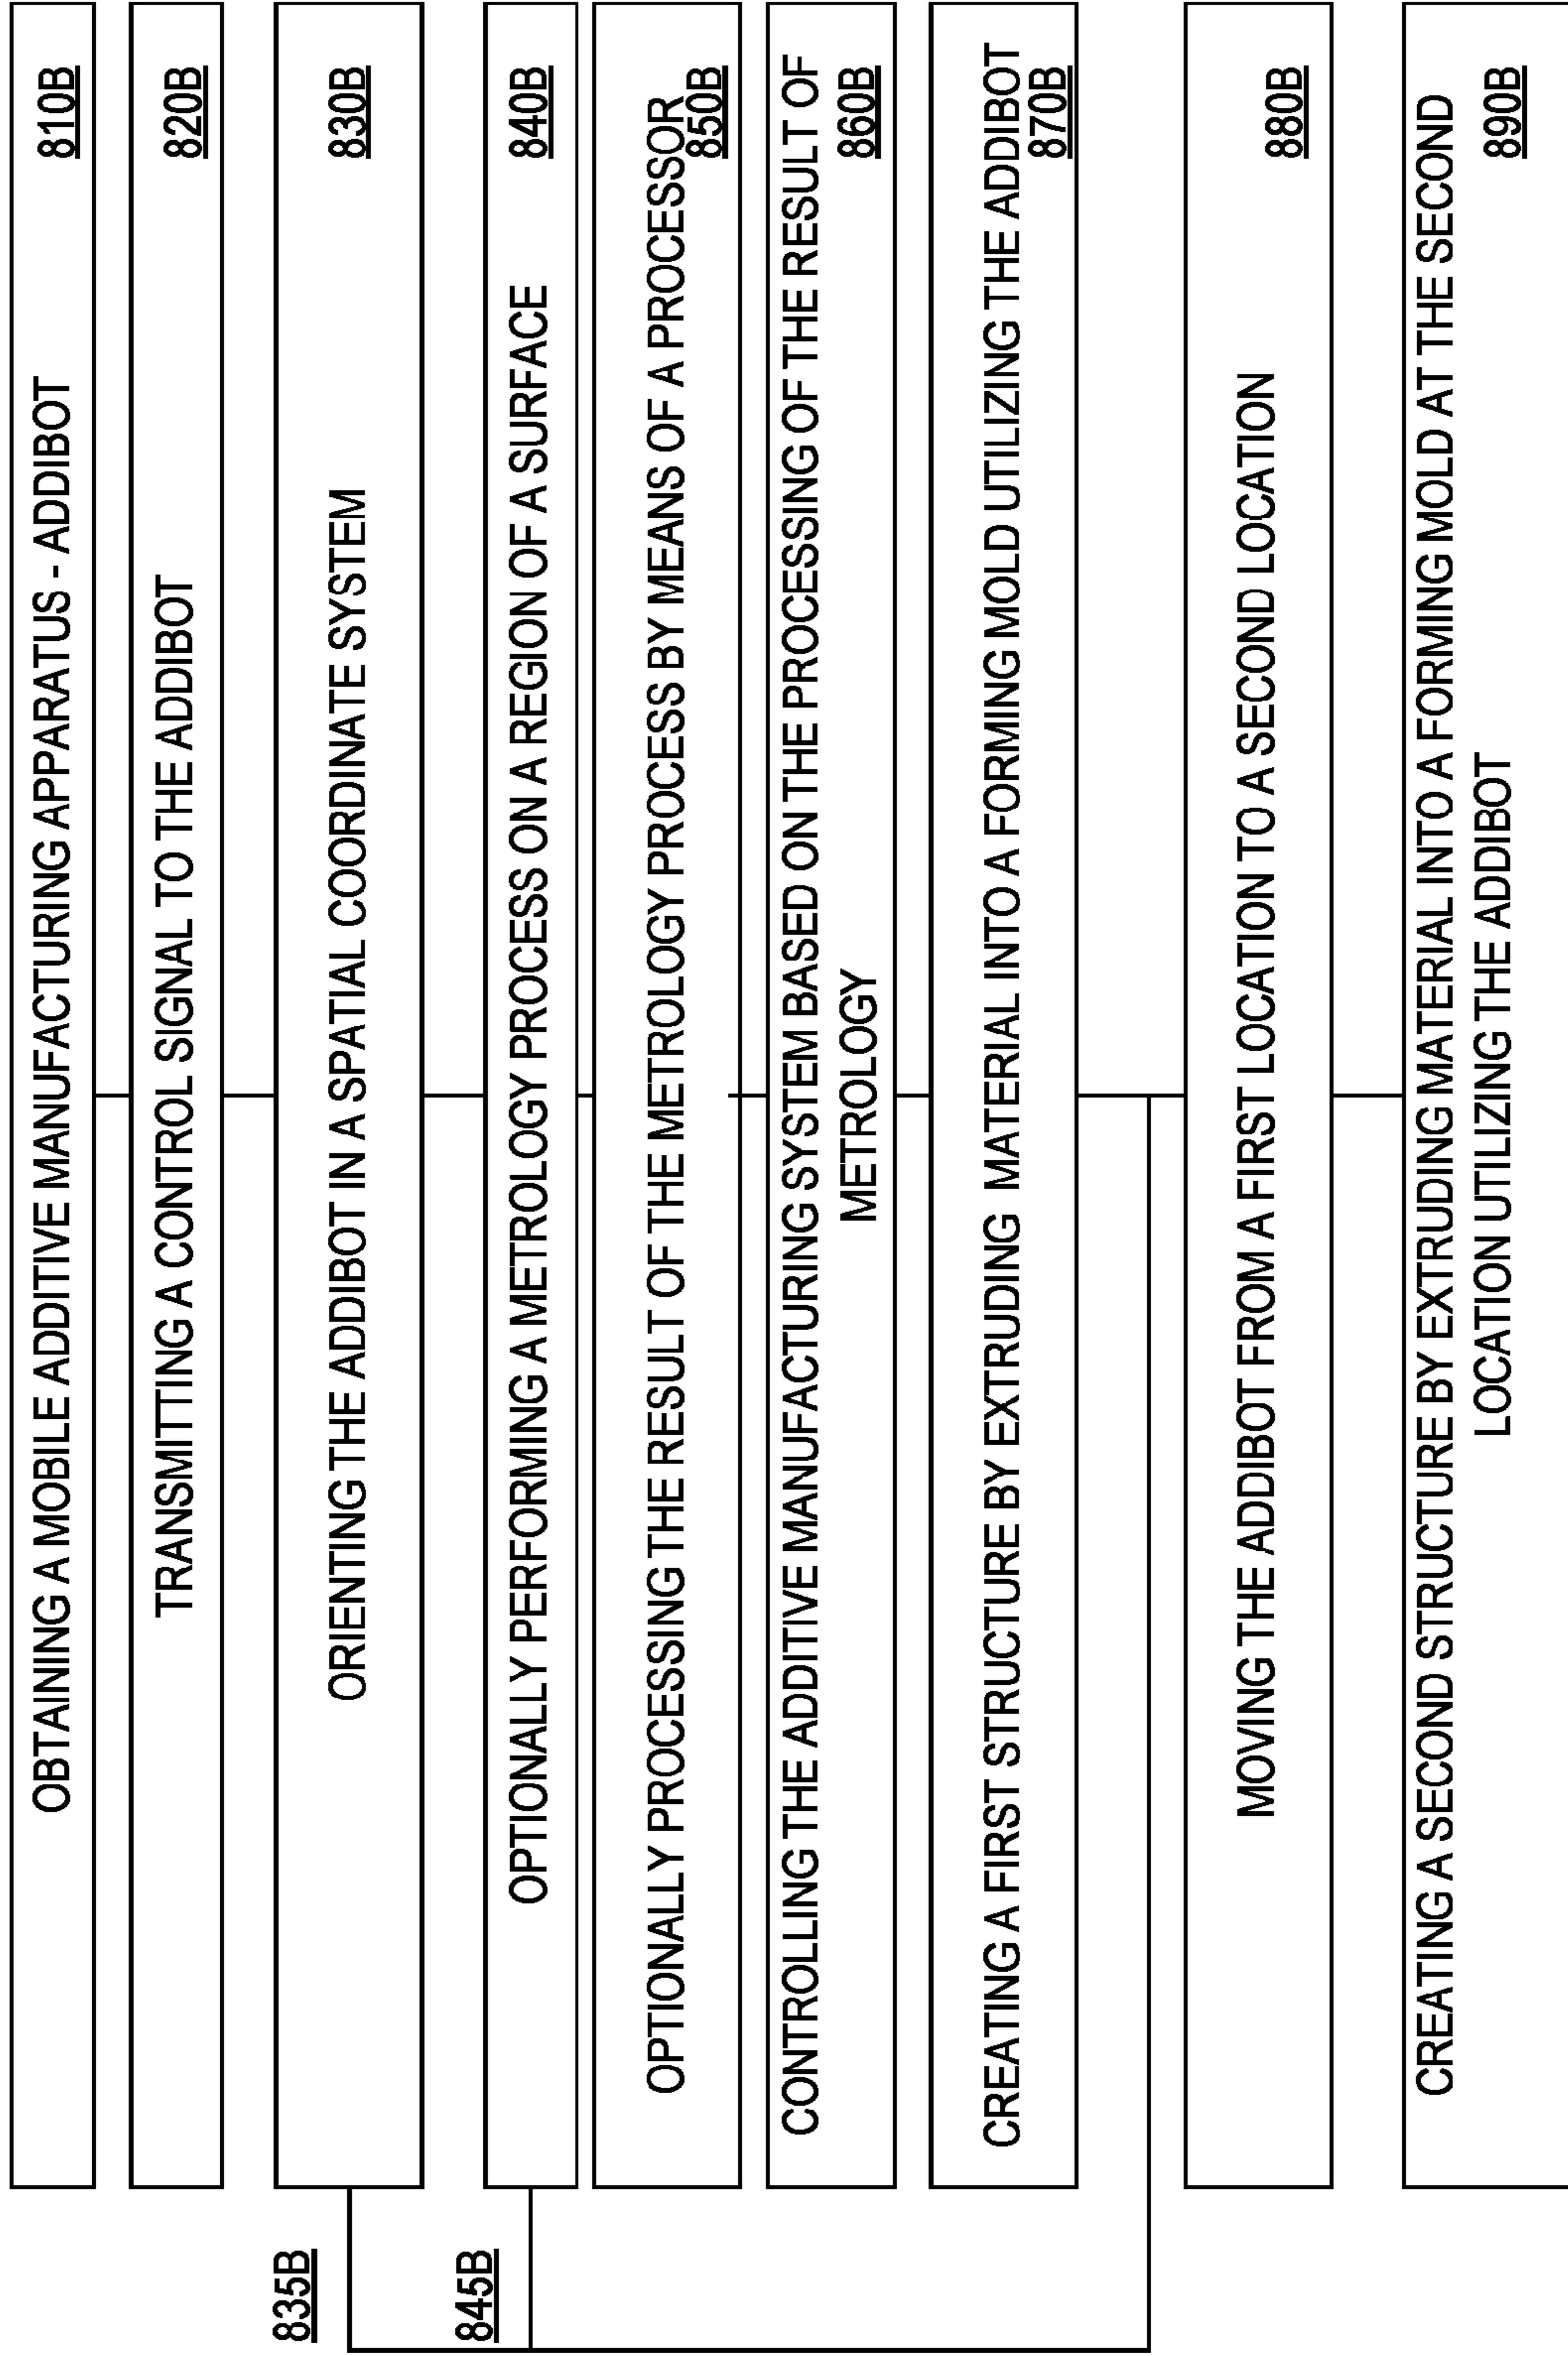 OBTAINING A MOBILE ADDITIVE MANUFACTURING APPARATUS - ADDIBOT
810B
TRANSMITTING A CONTROL SIGNAL TO THE ADDIBOT
820B
ORIENTING THE ADDIBOT IN A SPATIAL COORDINATE SYSTEM
830B
835B
OPTIONALLY PERFORMING A METROLOGY PROCESS ON A REGION OF A SURFACE
840B
845B
OPTIONALLY PROCESSING THE RESULT OF THE METROLOGY PROCESS BY MEANS OF A PROCESSOR
850B
CONTROLLING THE ADDITIVE MANUFACTURING SYSTEM BASED ON THE PROCESSING OF THE RESULT OF
METROLOGY
860B
CREATING A FIRST STRUCTURE BY EXTRUDING MATERIAL INTO A FORMING MOLD UTILIZING THE ADDIBOT
870B
MOVING THE ADDIBOT FROM A FIRST LOCATION TO A SECOND LOCATION
880B
CREATING A SECOND STRUCTURE BY EXTRUDING MATERIAL INTO A FORMING MOLD AT THE SECOND
LOCATION UTILIZING THE ADDIBOT
890B